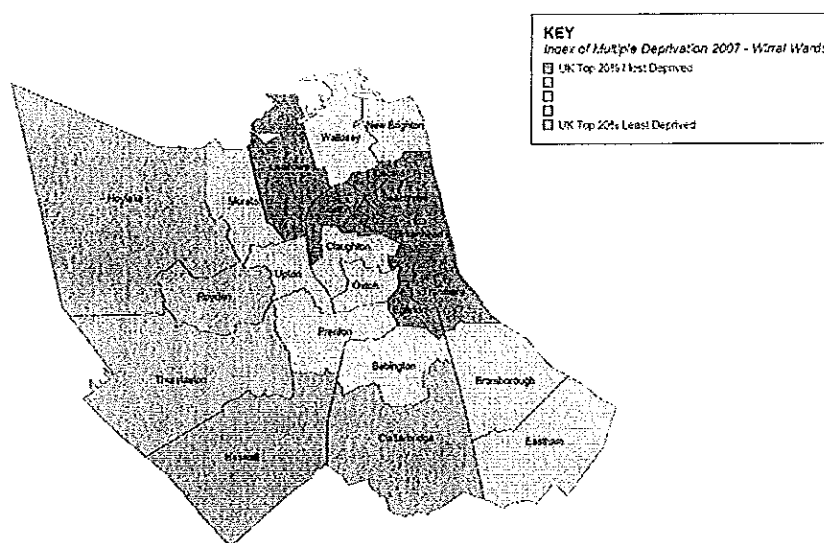 KEY
Index of Multiple Deprivation 2007 - Wirral Wards
UK Top 20% Most Deprived
UK Top 20% Least Deprived
Wallasey
New Brighton
Hoylake
Moreton
Claughton
Upton
Oxton
Royden
Prenton
Thurstaston
Bebington
Bromborough
Heswall
Clatterbridge
Eastham